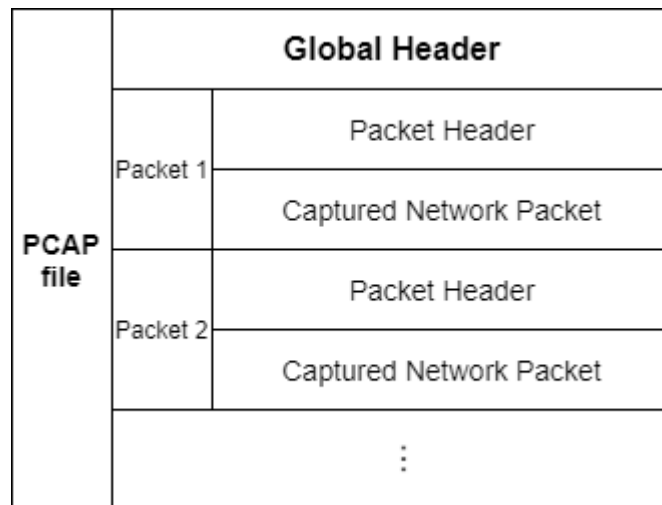 Global Header
Packet 1
Packet Header
Captured Network Packet
PCAP
file
Packet 2
Packet Header
Captured Network Packet
⋮